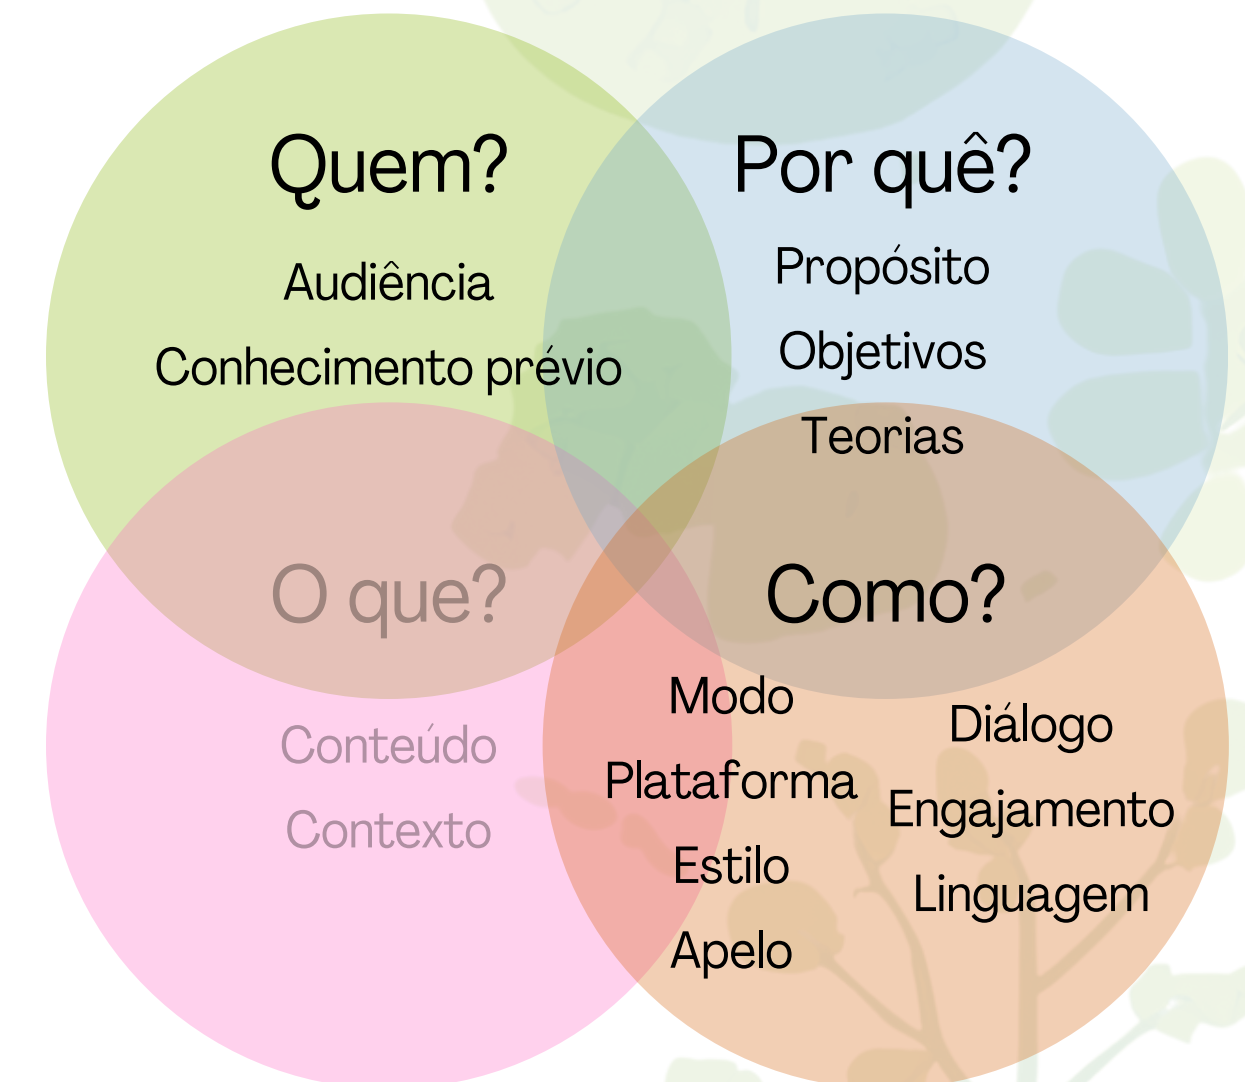 Quem?
Audiência
Conhecimento prévio
Por quê?
Propósito
Objetivos
Teorias
O que?
Conteúdo
Contexto
Como?
Modo
Plataforma
Estilo
Apelo
Diálogo
Engajamento
Linguagem